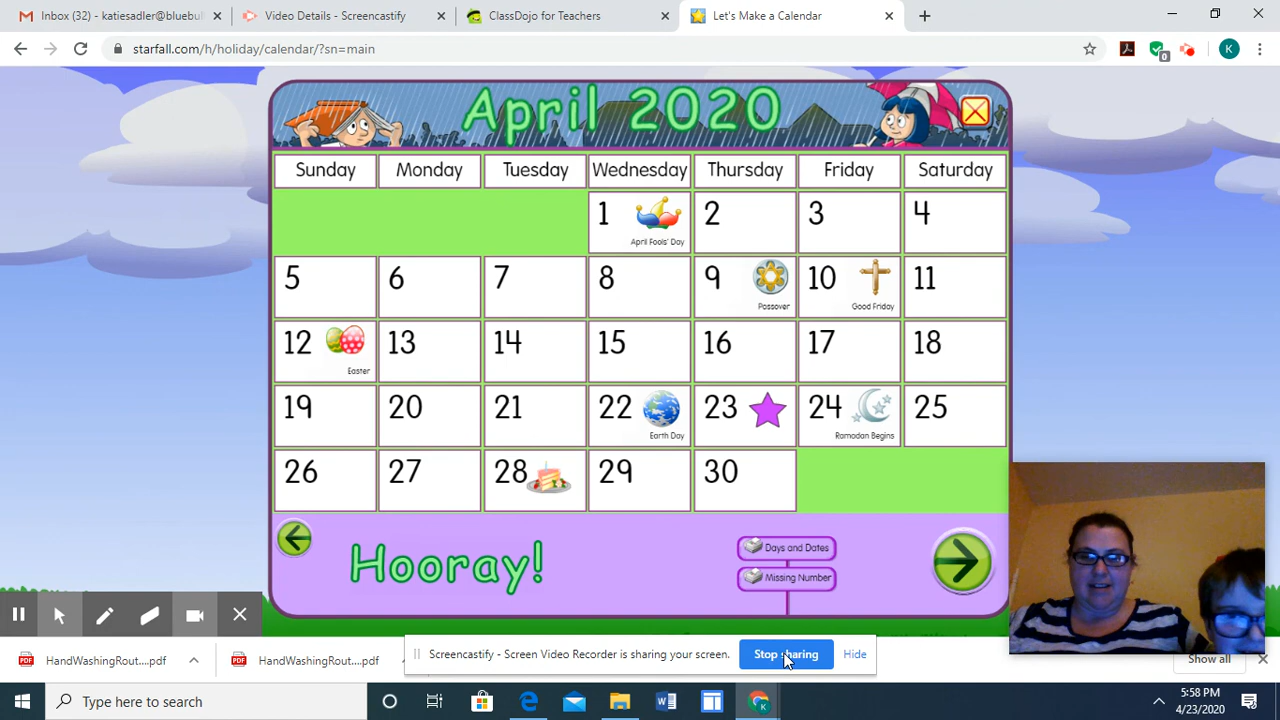 Inbox (32) - katiesadler@bluebul
Video Details - Screencastify
ClassDojo for Teachers
Let's Make a Calendar
starfall.com/h/holiday/calendar/?sn=main
0
K
April 2020
Sunday Monday Tuesday Wednesday Thursday Friday Saturday
1 2 3 4
April Fools' Day
5 6 7 8 9 10 11
Passover Good Friday
12 13 14 15 16 17 18
Easter
19 20 21 22 23 24 25
Earth Day Ramadan Begins
26 27 28 29 30
Hooray!
Days and Dates
Missing Number
Screencastify - Screen Video Recorder is sharing your screen. Stop sharing Hide
HandWashingRout....pdf
HandWashingRout....pdf
Show all
Type here to search
5:58 PM
4/23/2020